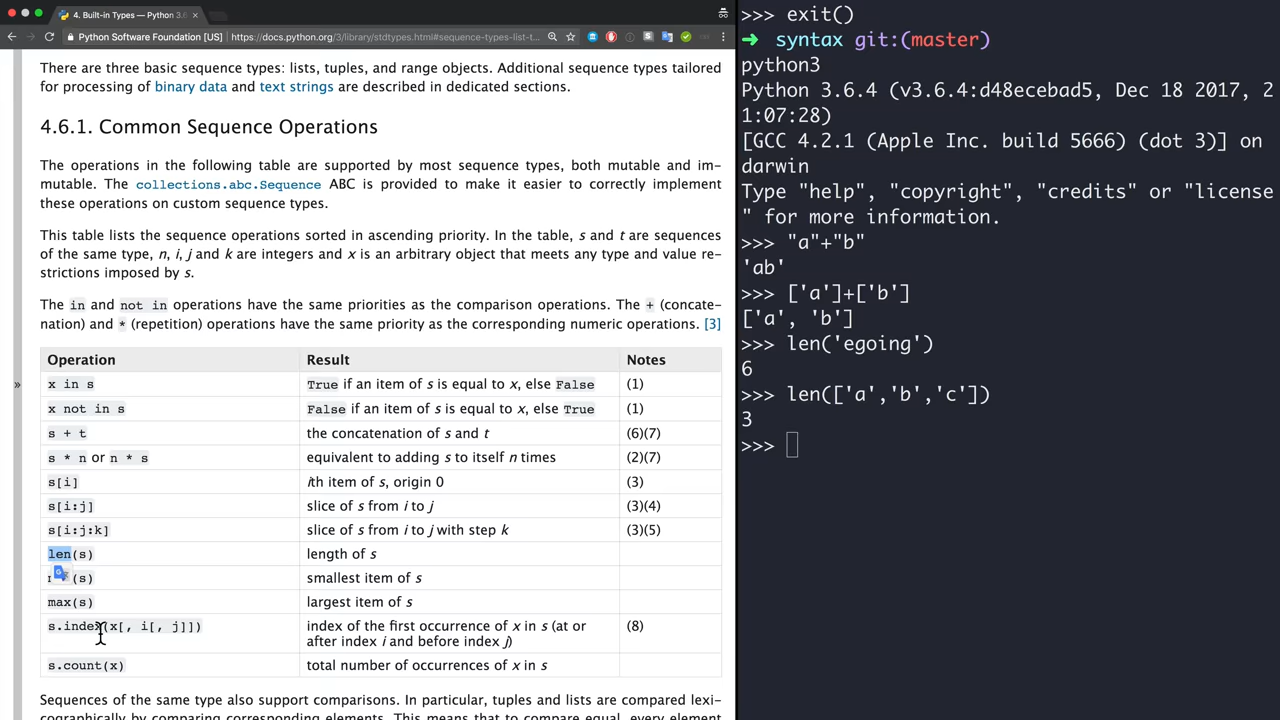 4. Built-in Types — Python 3.6
Python Software Foundation [US]
https://docs.python.org/3/library/stdtypes.html#sequence-types-list-t...
There are three basic sequence types: lists, tuples, and range objects. Additional sequence types tailored
for processing of binary data and text strings are described in dedicated sections.
4.6.1. Common Sequence Operations
The operations in the following table are supported by most sequence types, both mutable and im-
mutable. The collections.abc.Sequence ABC is provided to make it easier to correctly implement
these operations on custom sequence types.
This table lists the sequence operations sorted in ascending priority. In the table, s and t are sequences
of the same type, n, i, j and k are integers and x is an arbitrary object that meets any type and value re-
strictions imposed by s.
The in and not in operations have the same priorities as the comparison operations. The + (concate-
nation) and * (repetition) operations have the same priority as the corresponding numeric operations. [3]
Operation Result Notes
x in s True if an item of s is equal to x, else False (1)
x not in s False if an item of s is equal to x, else True (1)
s + t the concatenation of s and t (6)(7)
s * n or n * s equivalent to adding s to itself n times (2)(7)
s[i] ith item of s, origin 0 (3)
s[i:j] slice of s from i to j (3)(4)
s[i:j:k] slice of s from i to j with step k (3)(5)
len(s) length of s
(s) smallest item of s
max(s) largest item of s
s.index(x[, i[, j]]) index of the first occurrence of x in s (at or (8)
after index i and before index j)
s.count(x) total number of occurrences of x in s
Sequences of the same type also support comparisons. In particular, tuples and lists are compared lexi-
cographically by comparing corresponding elements. This means that to compare equal, every element
>>> exit()
➜ syntax git:(master)
python3
Python 3.6.4 (v3.6.4:d48ecebad5, Dec 18 2017, 2
1:07:28)
[GCC 4.2.1 (Apple Inc. build 5666) (dot 3)] on
darwin
Type "help", "copyright", "credits" or "license
" for more information.
>>> "a"+"b"
'ab'
>>> ['a']+['b']
['a', 'b']
>>> len('egoing')
6
>>> len(['a','b','c'])
3
>>>